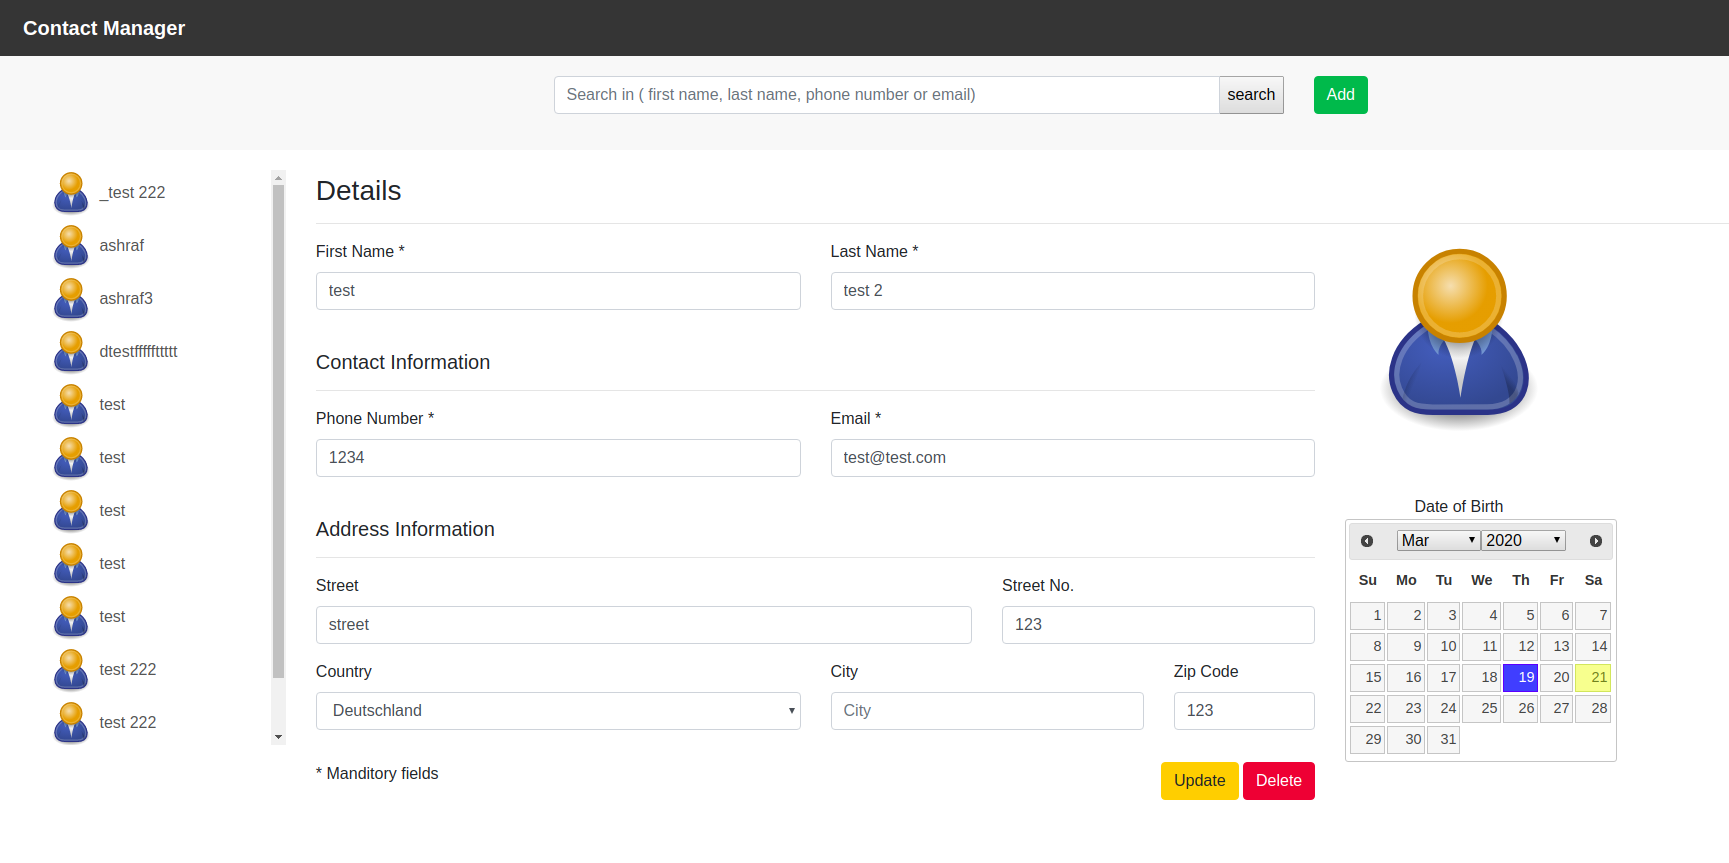 Contact Manager
Search in ( first name, last name, phone number or email) search Add
_test 222
ashraf
ashraf3
dtestffffffttttt
test
test
test
test
test
test 222
test 222
Details
First Name * Last Name *
test test 2
Contact Information
Phone Number * Email *
1234 test@test.com
Address Information
Street Street No.
street 123
Country City Zip Code
Deutschland City 123
* Manditory fields Update Delete
Date of Birth
Mar 2020
Su Mo Tu We Th Fr Sa
1 2 3 4 5 6 7
8 9 10 11 12 13 14
15 16 17 18 19 20 21
22 23 24 25 26 27 28
29 30 31